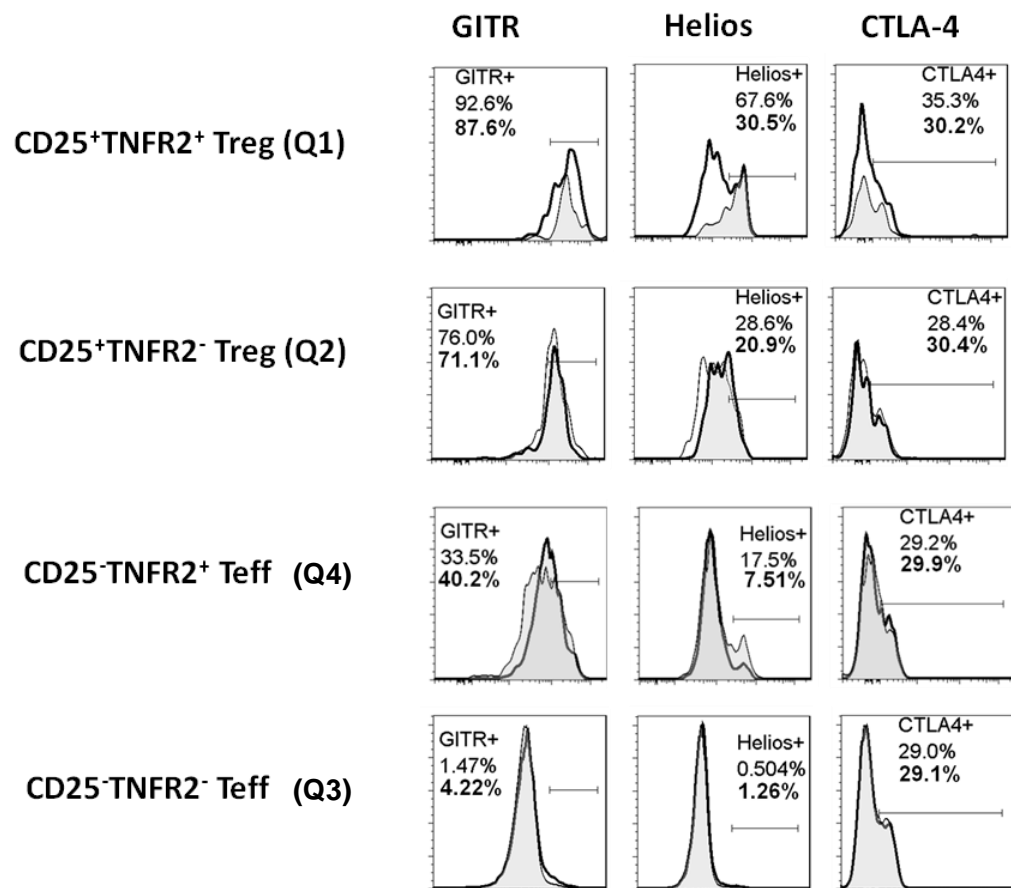 GITR Helios CTLA-4
CD25⁺TNFR2⁺ Treg (Q1)
GITR+
92.6%
87.6%
Helios+
67.6%
30.5%
CTLA4+
35.3%
30.2%
CD25⁺TNFR2⁻ Treg (Q2)
GITR+
76.0%
71.1%
Helios+
28.6%
20.9%
CTLA4+
28.4%
30.4%
CD25⁻TNFR2⁺ Teff (Q4)
GITR+
33.5%
40.2%
Helios+
17.5%
7.51%
CTLA4+
29.2%
29.9%
CD25⁻TNFR2⁻ Teff (Q3)
GITR+
1.47%
4.22%
Helios+
0.504%
1.26%
CTLA4+
29.0%
29.1%